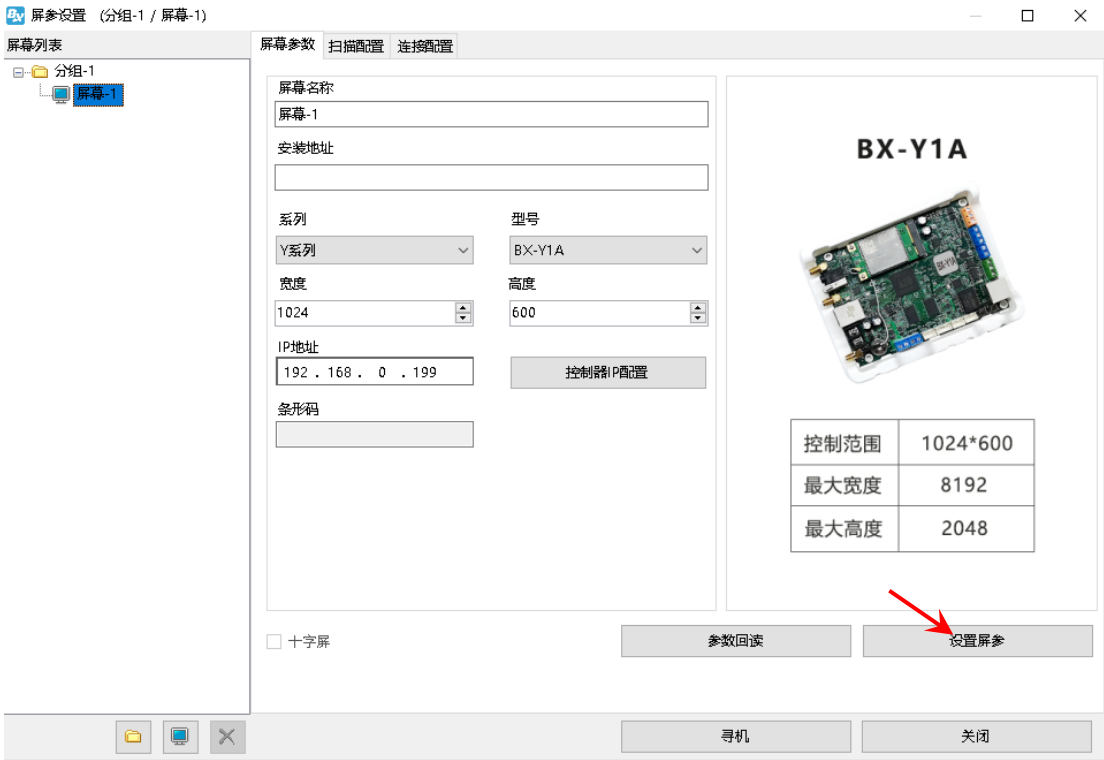 屏参设置 (分组-1 / 屏幕-1)
屏幕列表
分组-1
屏幕-1
屏幕参数 扫描配置 连接配置
屏幕名称
屏幕-1
安装地址
系列 型号
Y系列 BX-Y1A
宽度 高度
1024 600
IP地址
192 . 168 . 0 . 199 控制器IP配置
条形码
BX-Y1A
BX-Y1A
控制范围 1024*600
最大宽度 8192
最大高度 2048
十字屏 参数回读 设置屏参
寻机 关闭